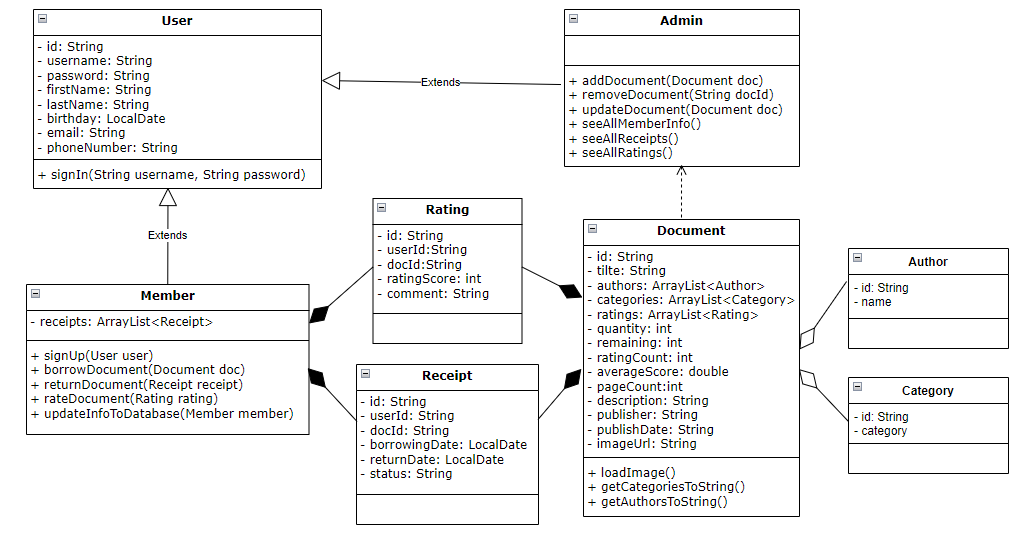 User
- id: String
- username: String
- password: String
- firstName: String
- lastName: String
- birthday: LocalDate
- email: String
- phoneNumber: String
+ signIn(String username, String password)
Extends
Admin
+ addDocument(Document doc)
+ removeDocument(String docId)
+ updateDocument(Document doc)
+ seeAllMemberInfo()
+ seeAllReceipts()
+ seeAllRatings()
Extends
Rating
- id: String
- userId:String
- docId:String
- ratingScore: int
- comment: String
Document
- id: String
- tilte: String
- authors: ArrayList<Author>
- categories: ArrayList<Category>
- ratings: ArrayList<Rating>
- quantity: int
- remaining: int
- ratingCount: int
- averageScore: double
- pageCount:int
- description: String
- publisher: String
- publishDate: String
- imageUrl: String
+ loadImage()
+ getCategoriesToString()
+ getAuthorsToString()
Author
- id: String
- name
Member
- receipts: ArrayList<Receipt>
+ signUp(User user)
+ borrowDocument(Document doc)
+ returnDocument(Receipt receipt)
+ rateDocument(Rating rating)
+ updateInfoToDatabase(Member member)
Receipt
- id: String
- userId: String
- docId: String
- borrowingDate: LocalDate
- returnDate: LocalDate
- status: String
Category
- id: String
- category